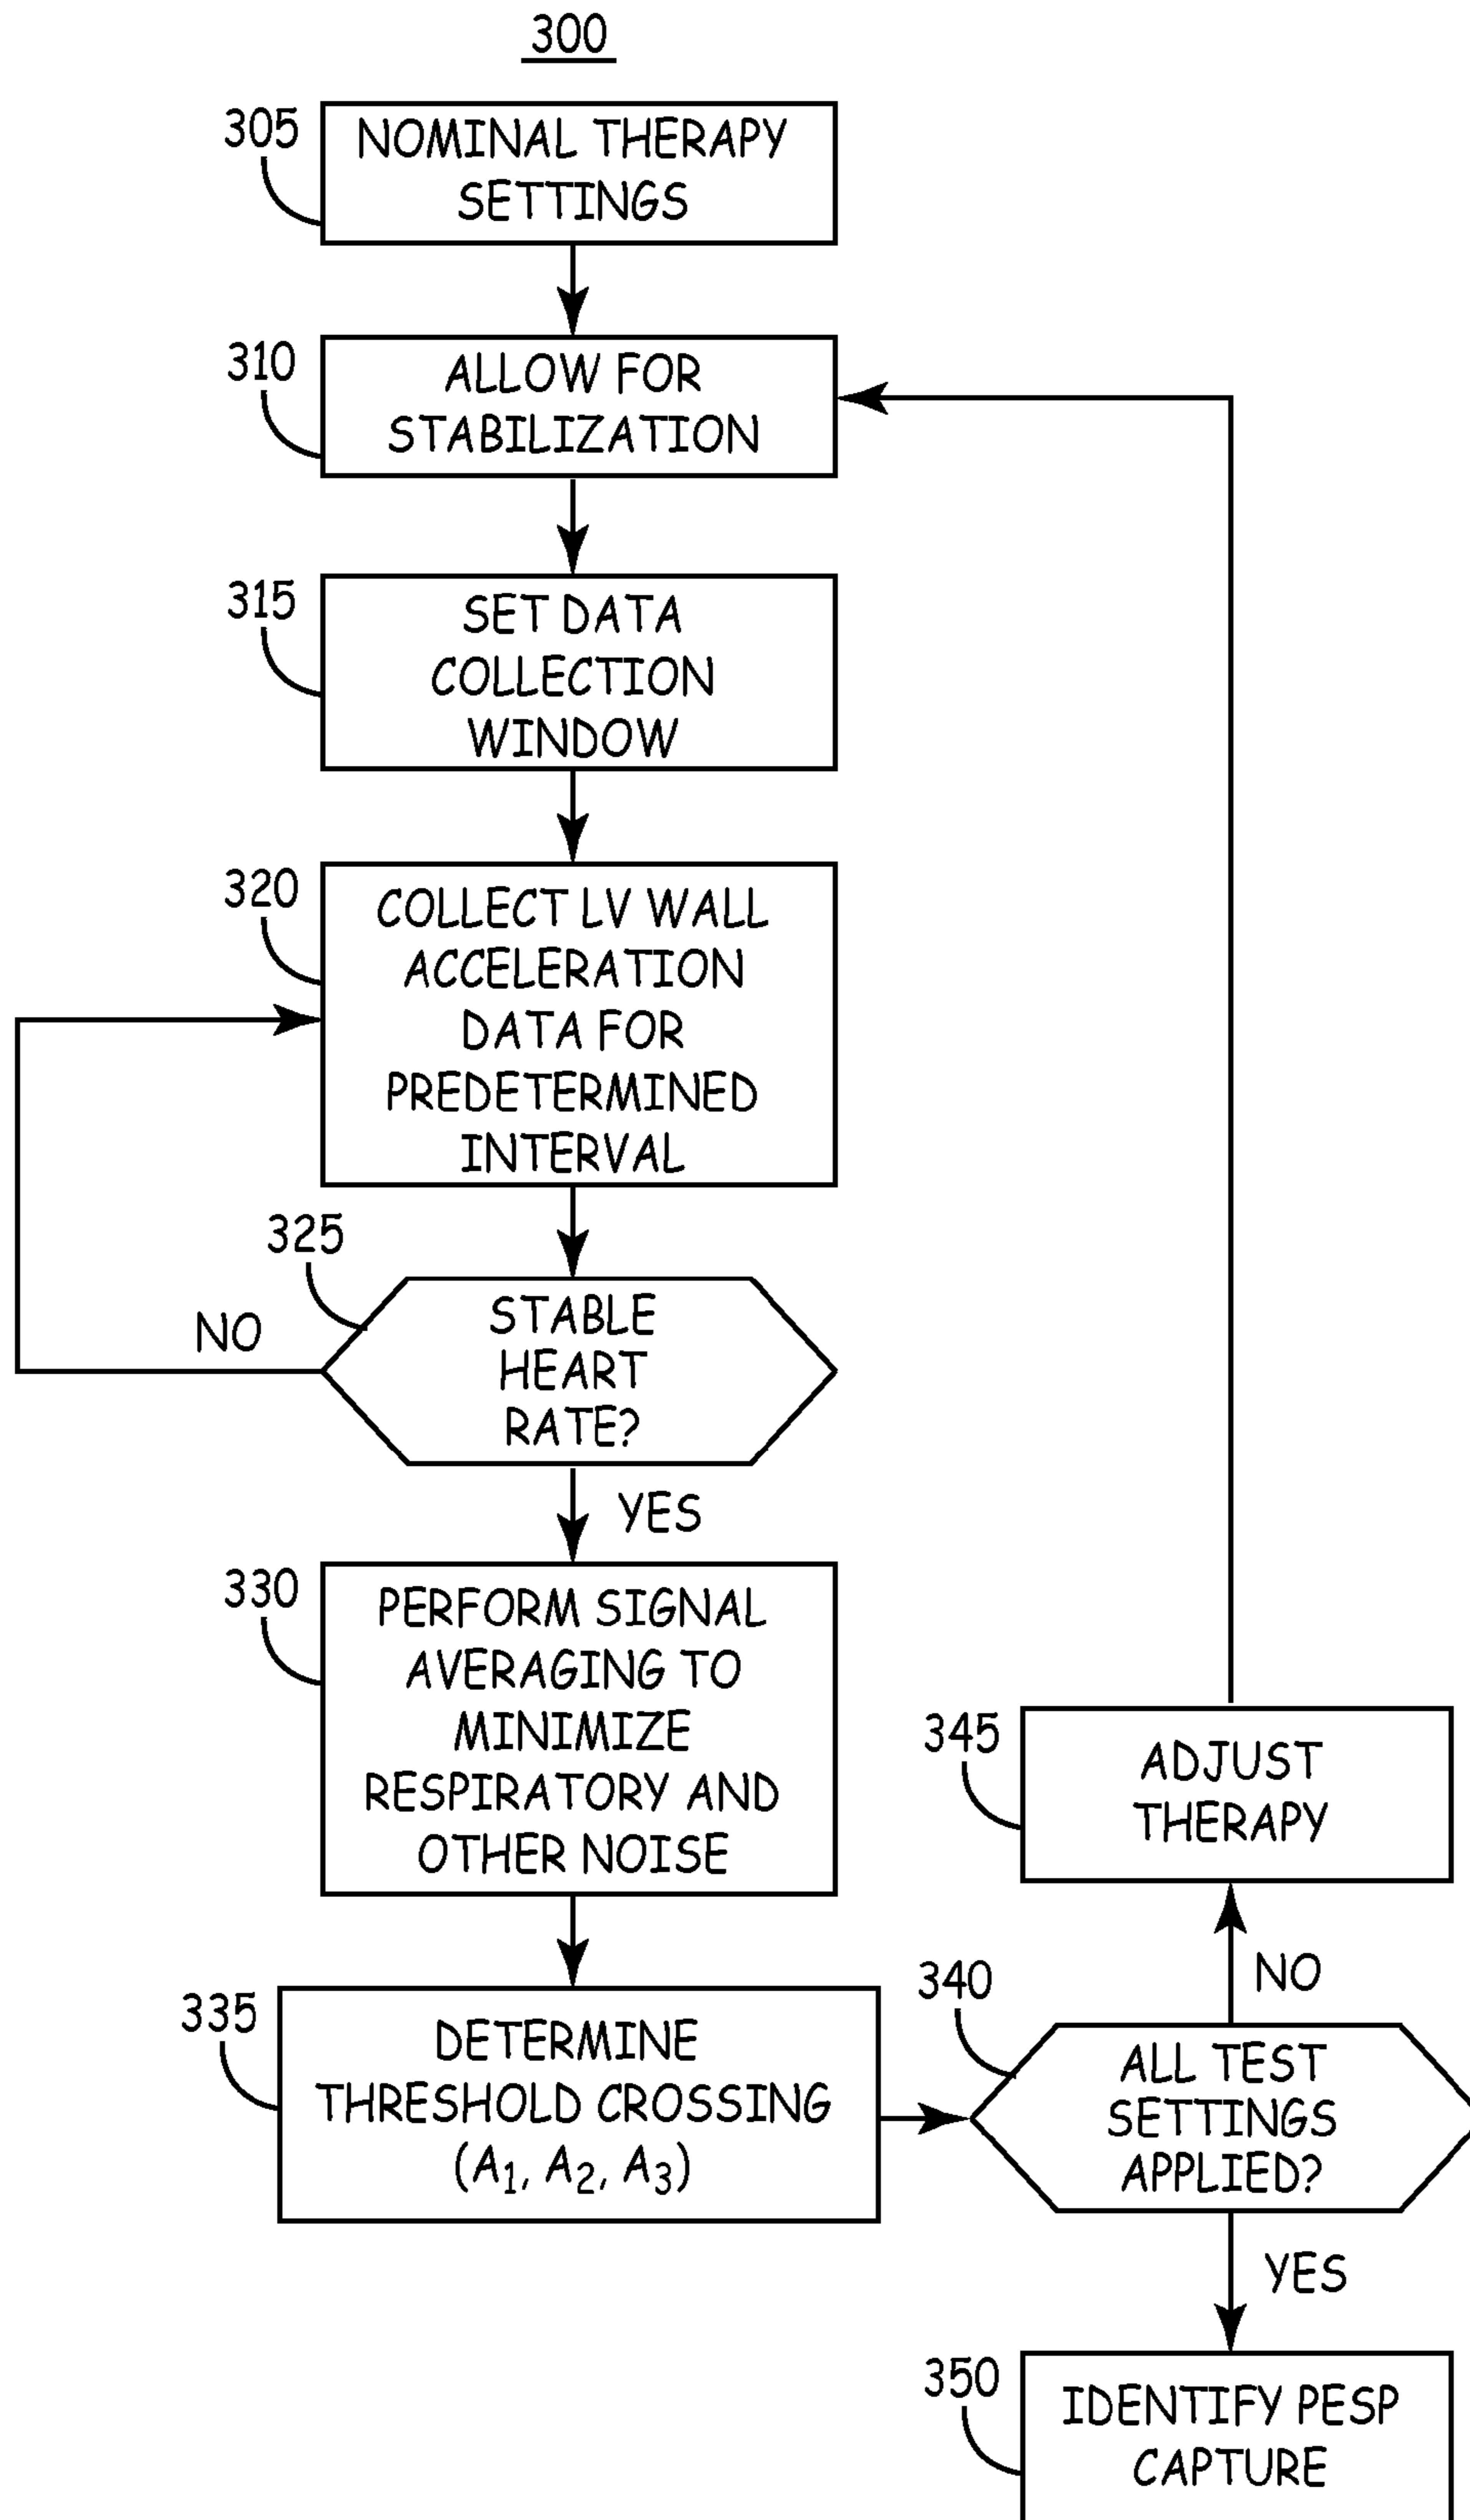 300
305
NOMINAL THERAPY
SETTINGS
310
ALLOW FOR
STABILIZATION
315
SET DATA
COLLECTION
WINDOW
320
COLLECT LV WALL
ACCELERATION
DATA FOR
PREDETERMINED
INTERVAL
325
STABLE
HEART
RATE?
NO
YES
330
PERFORM SIGNAL
AVERAGING TO
MINIMIZE
RESPIRATORY AND
OTHER NOISE
335
DETERMINE
THRESHOLD CROSSING
(A1, A2, A3)
340
ALL TEST
SETTINGS
APPLIED?
NO
345
ADJUST
THERAPY
YES
350
IDENTIFY PESP
CAPTURE